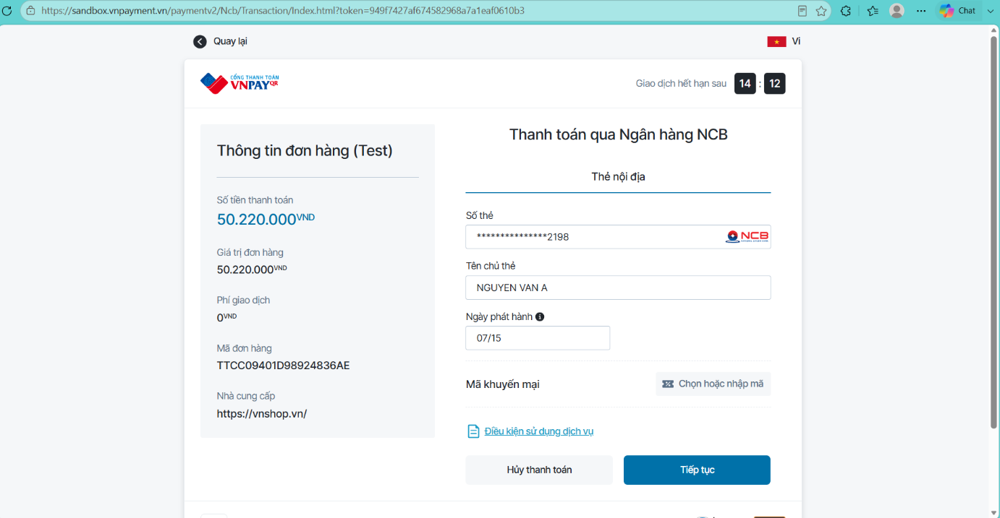 https://sandbox.vnpayment.vn/paymentv2/Ncb/Transaction/Index.html?token=949f7427af674582968a7a1eaf0610b3
Chat
Quay lại
Vi
CỔNG THANH TOÁN
VNPAYQR
Giao dịch hết hạn sau 14 : 12
Thông tin đơn hàng (Test)
Số tiền thanh toán
50.220.000VND
Giá trị đơn hàng
50.220.000VND
Phí giao dịch
0VND
Mã đơn hàng
TTCC09401D98924836AE
Nhà cung cấp
https://vnshop.vn/
Thanh toán qua Ngân hàng NCB
Thẻ nội địa
Số thẻ
***************2198
NCB
Tên chủ thẻ
NGUYEN VAN A
Ngày phát hành
07/15
Mã khuyến mại
Chọn hoặc nhập mã
Điều kiện sử dụng dịch vụ
Hủy thanh toán
Tiếp tục